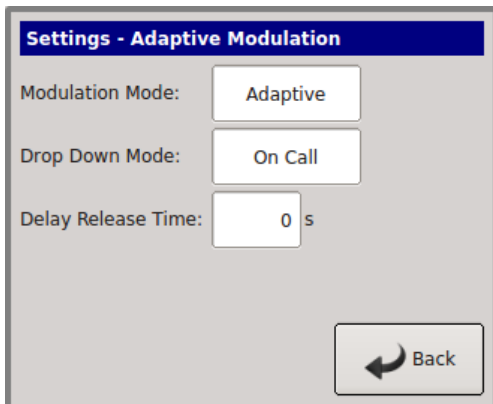 Settings - Adaptive Modulation
Modulation Mode: Adaptive
Drop Down Mode: On Call
Delay Release Time: 0 s
Back